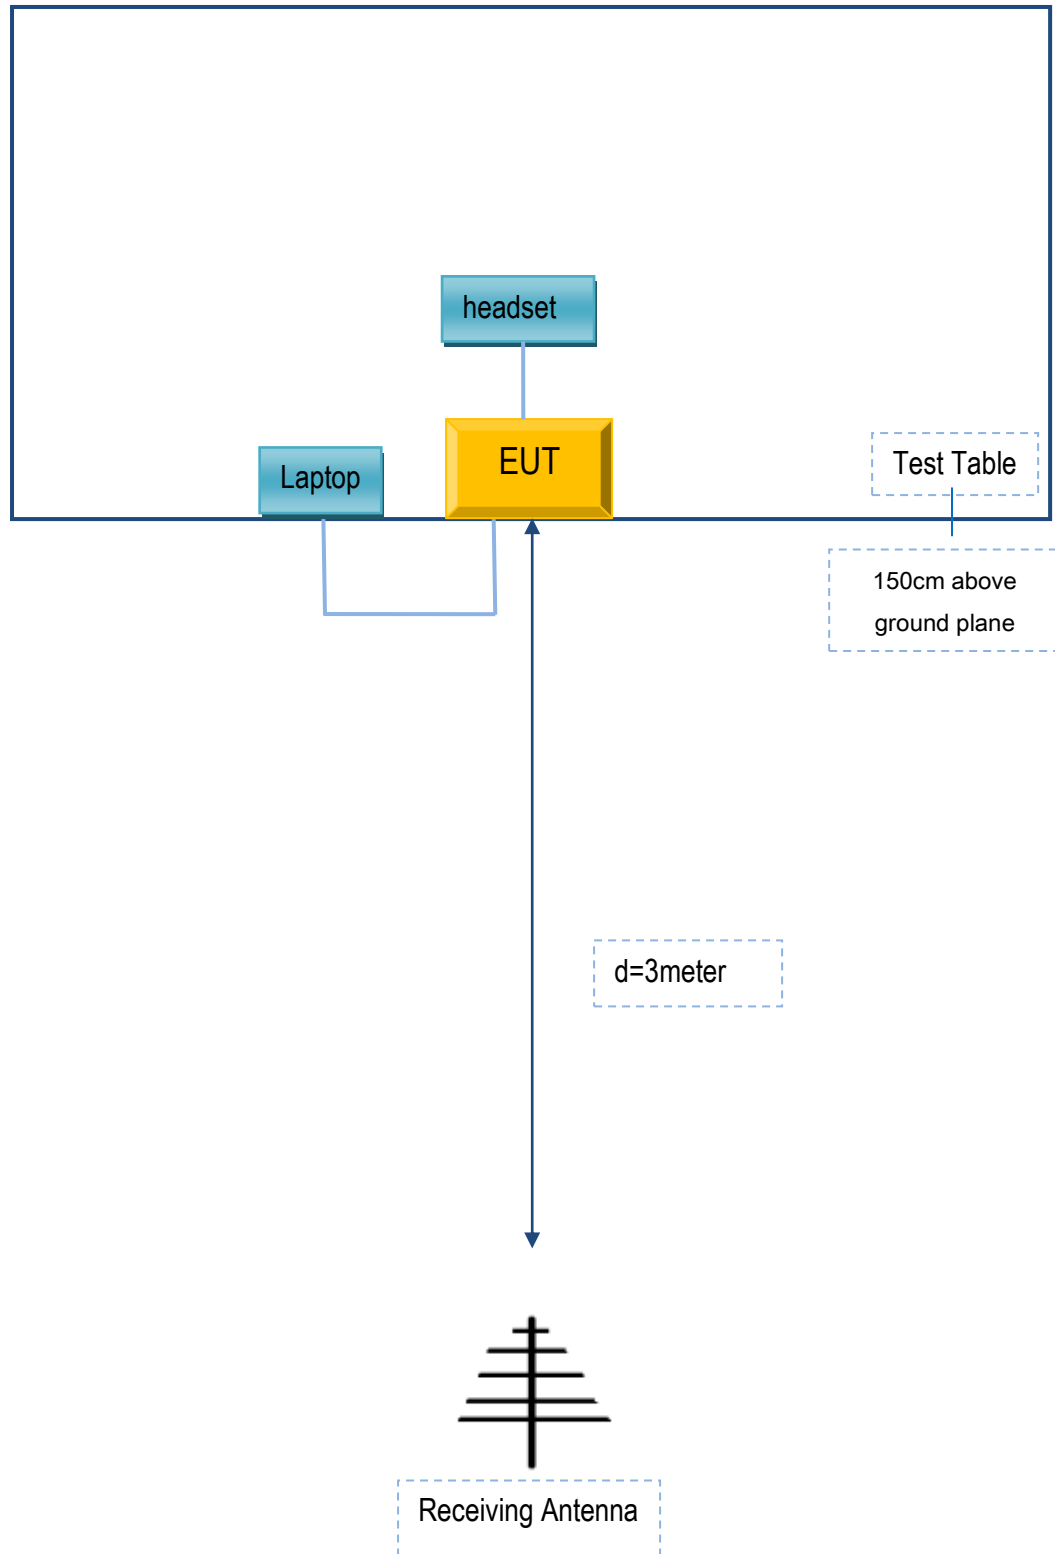 headset
EUT
Laptop
Test Table
150cm above
ground plane
d=3meter
Receiving Antenna